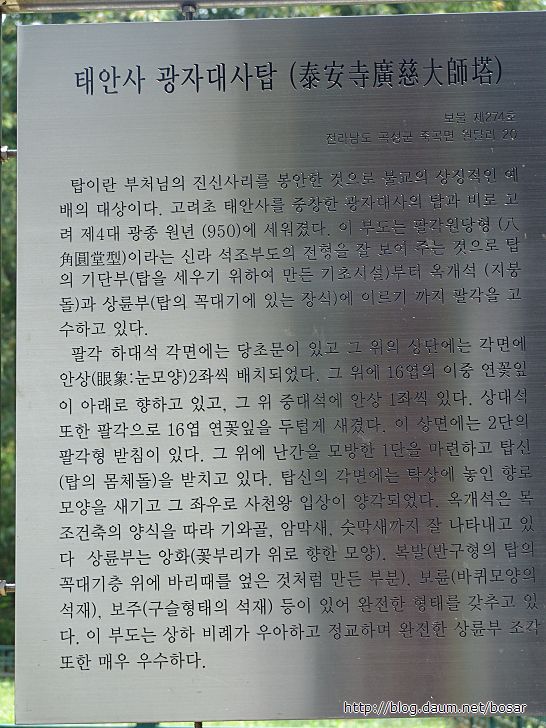 태안사 광자대사탑 (泰安寺廣慈大師塔)
보물 제274호
전라남도 곡성군 죽곡면 원달리 20
탑이란 부처님의 진신사리를 봉안한 것으로 불교의 상징적인 예
배의 대상이다. 고려초 태안사를 중창한 광자대사의 탑과 비로 고
려 제4대 광종 원년 (950)에 세워졌다. 이 부도는 팔각원당형 (八
角圓堂型)이라는 신라 석조부도의 전형을 잘 보여 주는 것으로 탑
의 기단부(탑을 세우기 위하여 만든 기초시설)부터 옥개석 (지붕
돌)과 상륜부(탑의 꼭대기에 있는 장식)에 이르기 까지 팔각을 고
수하고 있다.
팔각 하대석 각면에는 당초문이 있고 그 위의 상단에는 각면에
안상(眼象:눈모양)2좌씩 배치되었다. 그 위에 16엽의 이중 연꽃잎
이 아래로 향하고 있고, 그 위 중대석에 안상 1좌씩 있다. 상대석
또한 팔각으로 16엽 연꽃잎을 두텁게 새겼다. 이 상면에는 2단의
팔각형 받침이 있다. 그 위에 난간을 모방한 1단을 마련하고 탑신
(탑의 몸체돌)을 받치고 있다. 탑신의 각면에는 탁상에 놓인 향로
모양을 새기고 그 좌우로 사천왕 입상이 양각되었다. 옥개석은 목
조건축의 양식을 따라 기와골, 암막새, 숫막새까지 잘 나타내고 있
다 상륜부는 앙화(꽃부리가 위로 향한 모양). 복발(반구형의 탑의
꼭대기층 위에 바리때를 엎은 것처럼 만든 부분). 보륜(바퀴모양의
석재), 보주(구슬형태의 석재) 등이 있어 완전한 형태를 갖추고 있
다. 이 부도는 상하 비례가 우아하고 정교하며 완전한 상륜부 조각
또한 매우 우수하다.
http://blog.daum.net/bosar